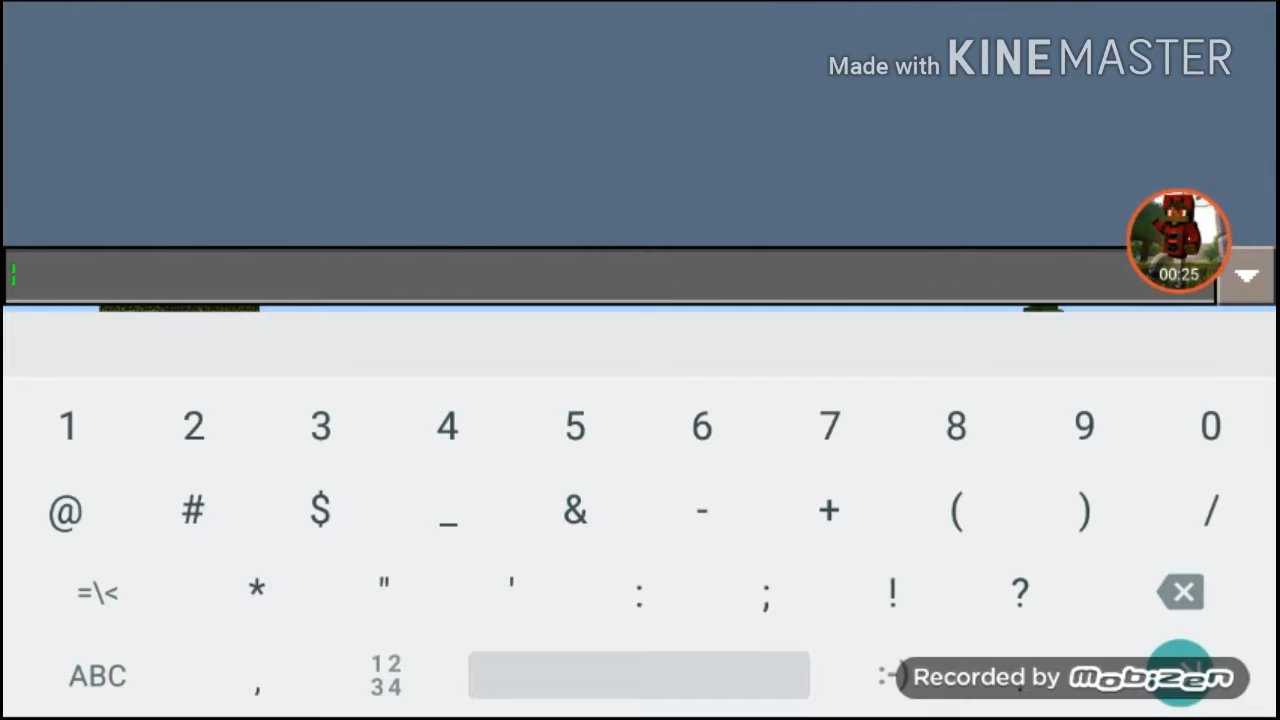 Made with KINEMASTER
00:25
1 2 3 4 5 6 7 8 9 0
@ # $ _ & - + ( ) /
=\< * " ' : ; ! ?
ABC , 12 34 :-)
Recorded by mobizen